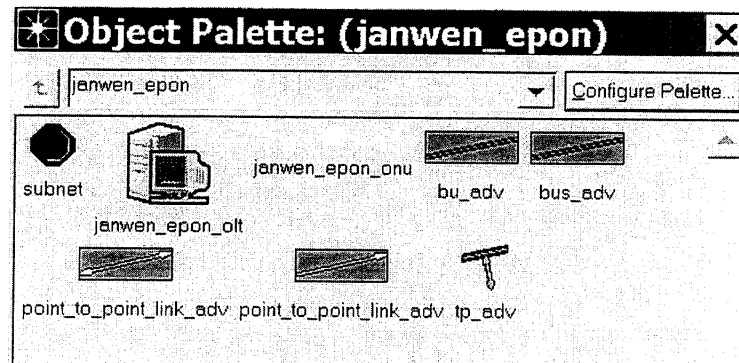 Object Palette: (janwen_epon)
janwen_epon
Configure Palette...
subnet
janwen_epon_olt
janwen_epon_onu
bu_adv
bus_adv
point_to_point_link_adv
point_to_point_link_adv
tp_adv